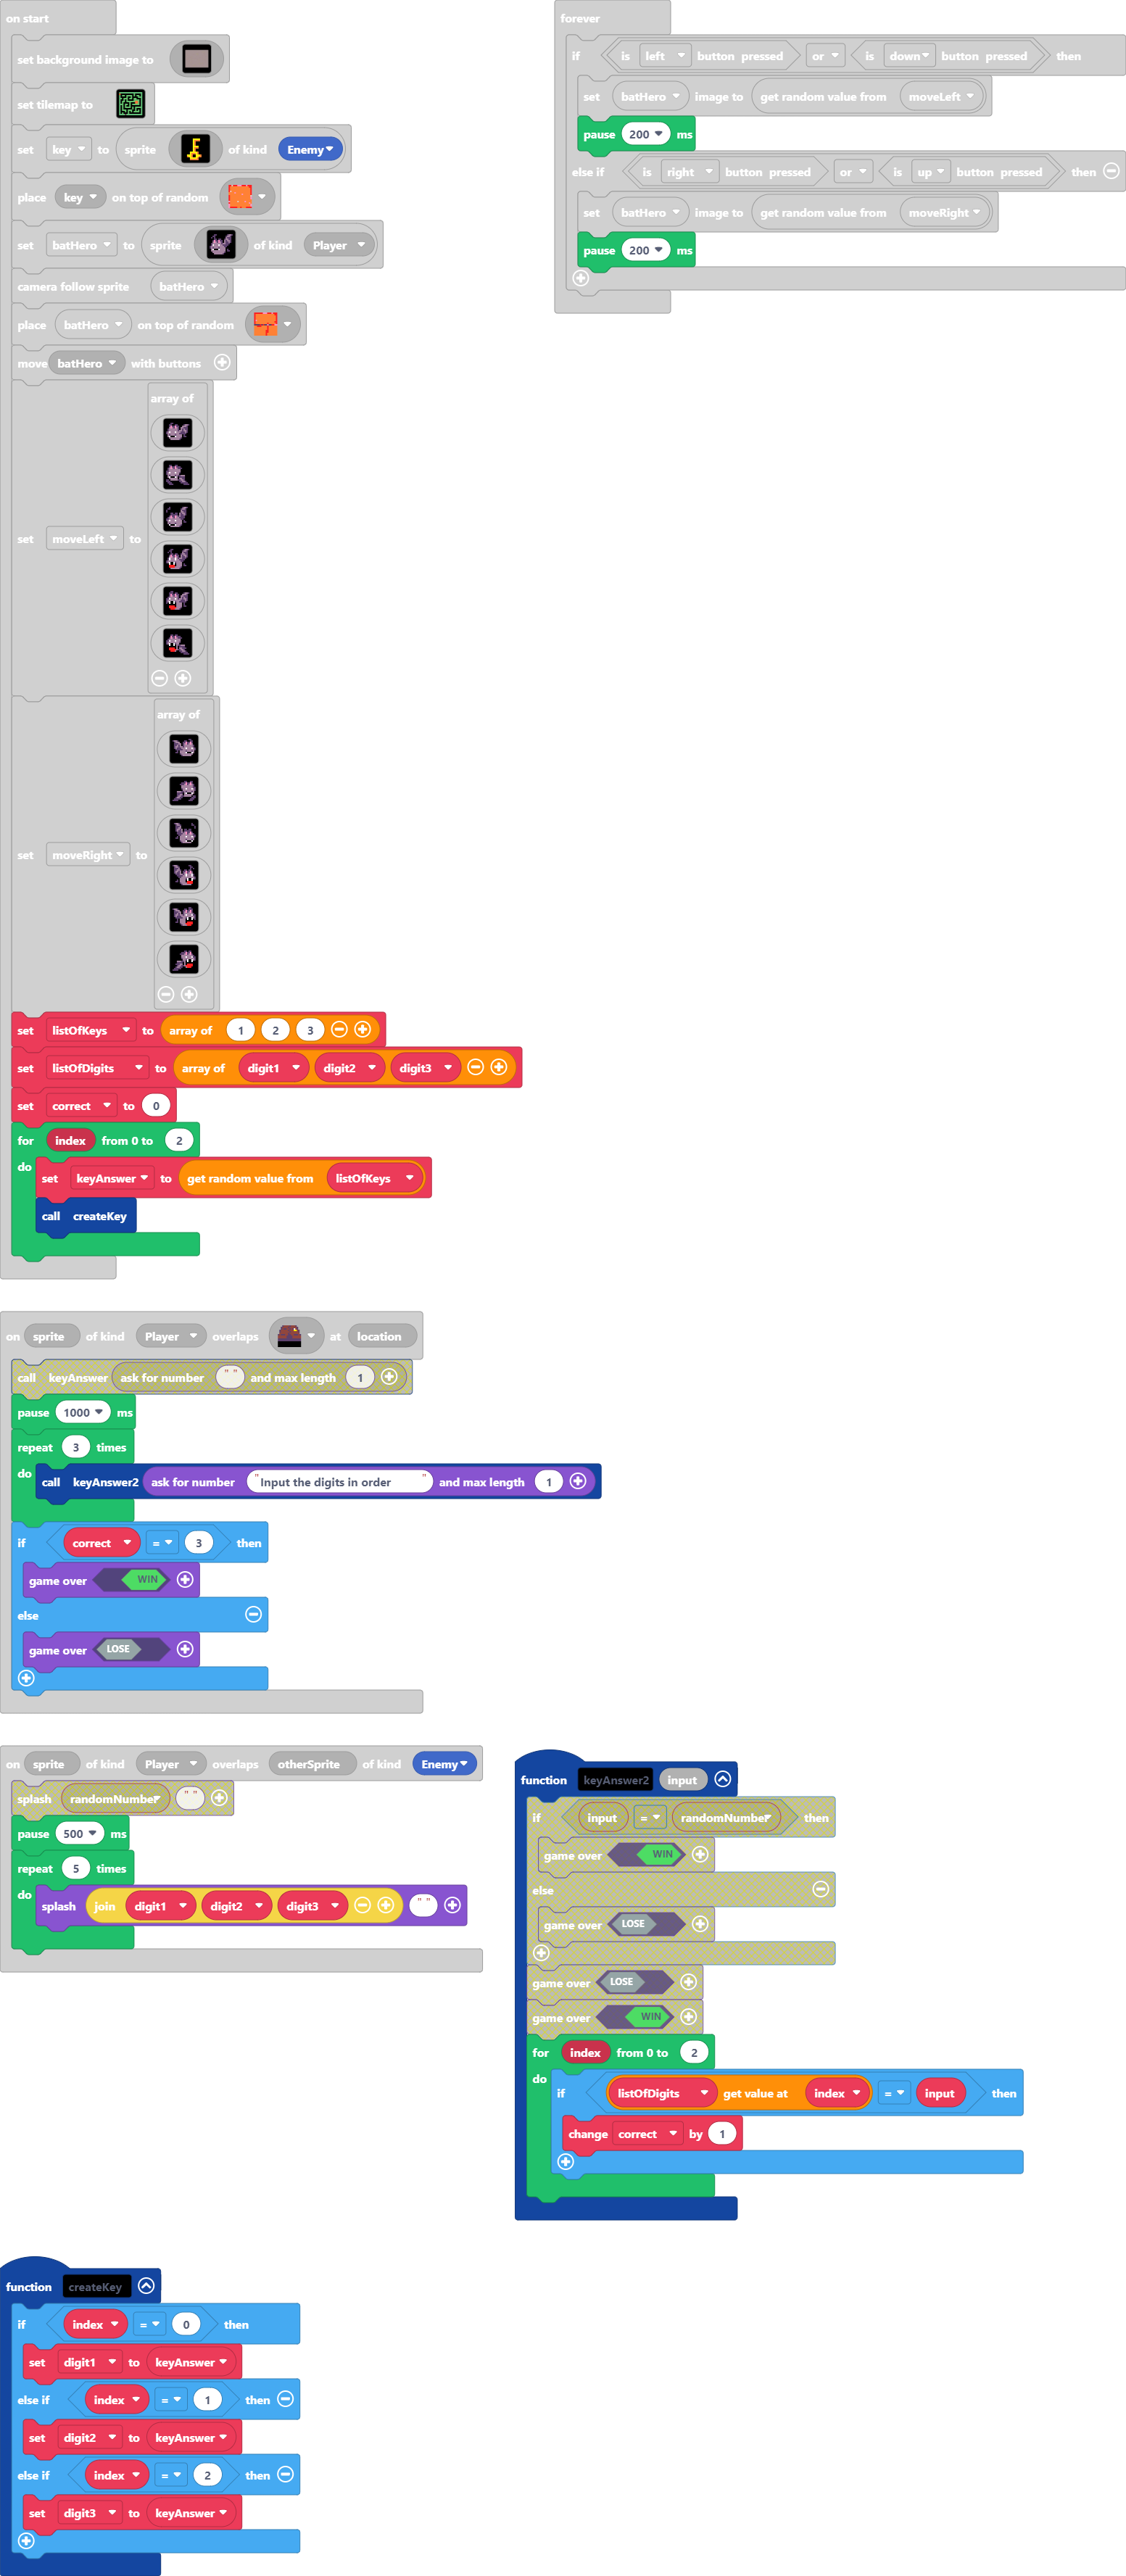 on start
set background image to
set tilemap to
set key to sprite of kind Enemy
place key on top of random
set batHero to sprite of kind Player
camera follow sprite batHero
place batHero on top of random
move batHero with buttons
set moveLeft to array of
set moveRight to array of
set listOfKeys to array of 1 2 3
set listOfDigits to array of digit1 digit2 digit3
set correct to 0
for index from 0 to 2
do
set keyAnswer to get random value from listOfKeys
call createKey
forever
if is left button pressed or is down button pressed then
set batHero image to get random value from moveLeft
pause 200 ms
else if is right button pressed or is up button pressed then
set batHero image to get random value from moveRight
pause 200 ms
on sprite of kind Player overlaps at location
call keyAnswer ask for number " " and max length 1
pause 1000 ms
repeat 3 times
do
call keyAnswer2 ask for number "Input the digits in order" and max length 1
if correct = 3 then
game over WIN
else
game over LOSE
on sprite of kind Player overlaps otherSprite of kind Enemy
splash randomNumber " "
pause 500 ms
repeat 5 times
do
splash join digit1 digit2 digit3 " "
function keyAnswer2 input
if input = randomNumber then
game over WIN
else
game over LOSE
game over LOSE
game over WIN
for index from 0 to 2
do
if listOfDigits get value at index = input then
change correct by 1
function createKey
if index = 0 then
set digit1 to keyAnswer
else if index = 1 then
set digit2 to keyAnswer
else if index = 2 then
set digit3 to keyAnswer